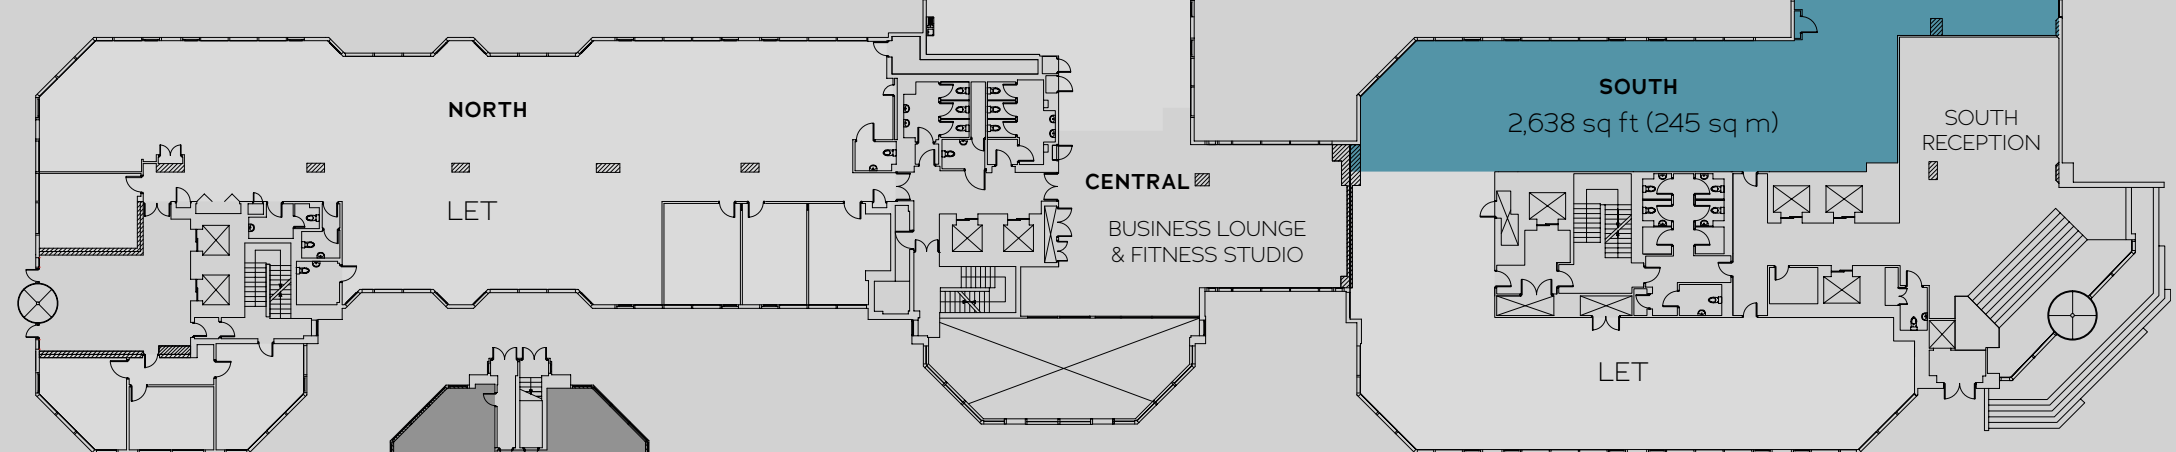 NORTH
LET
CENTRAL
BUSINESS LOUNGE
& FITNESS STUDIO
SOUTH
2,638 sq ft (245 sq m)
SOUTH
RECEPTION
LET